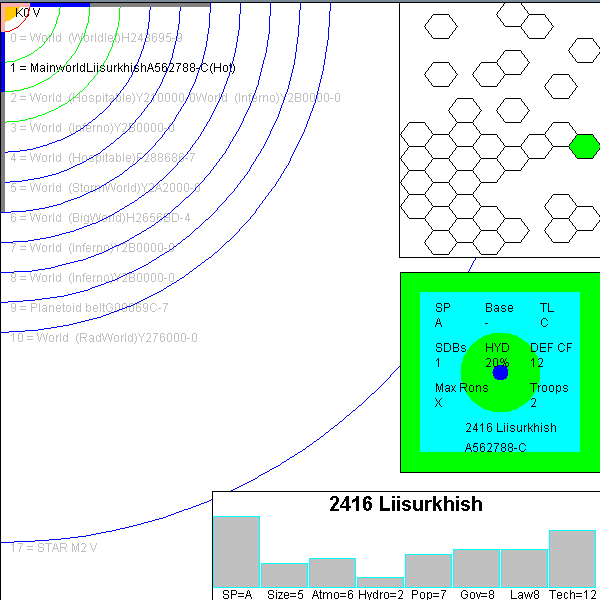 K0 V
0 = World (Worldlet)H243695-9
1 = MainworldLiisurkhishA562788-C(Hot)
2 = World (Hospitable)Y270000-0World (Inferno)Y2B0000-0
3 = World (Inferno)Y2B0000-0
4 = World (Hospitable)F288688-7
5 = World (StormWorld)Y2A2000-0
6 = World (BigWorld)H2656BD-4
7 = World (Inferno)Y2B0000-0
8 = World (Inferno)Y2B0000-0
9 = Planetoid beltG00069C-7
10 = World (RadWorld)Y276000-0
17 = STAR M2 V
SP Base TL
A - C
SDBs HYD DEF CF
1 20% 12
Max Rons Troops
X 2
2416 Liisurkhish
A562788-C
2416 Liisurkhish
SP=A Size=5 Atmo=6 Hydro=2 Pop=7 Gov=8 Law8 Tech=12